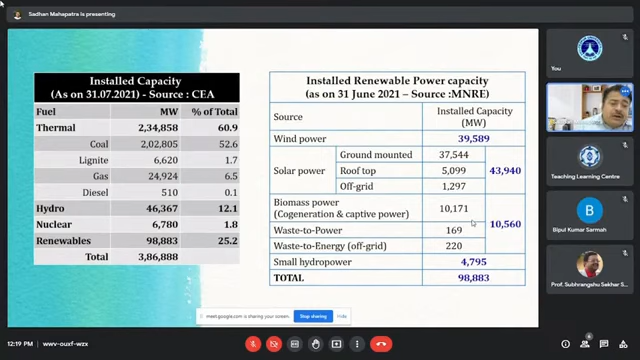 Sadhan Mahapatra is presenting
Installed Capacity
(As on 31.07.2021) - Source : CEA
Fuel MW % of Total
Thermal 2,34,858 60.9
Coal 2,02,805 52.6
Lignite 6,620 1.7
Gas 24,924 6.5
Diesel 510 0.1
Hydro 46,367 12.1
Nuclear 6,780 1.8
Renewables 98,883 25.2
Total 3,86,888
Installed Renewable Power capacity
(as on 31 June 2021 – Source :MNRE)
Source Installed Capacity
(MW)
Wind power 39,589
Solar power Ground mounted 37,544 43,940
Roof top 5,099
Off-grid 1,297
Biomass power
(Cogeneration & captive power) 10,171 10,560
Waste-to-Power 169
Waste-to-Energy (off-grid) 220
Small hydropower 4,795
TOTAL 98,883
You
Teaching Learning Centre
B
Bipul Kumar Sarmah
Prof. Subhrangshu Sekhar S
meet.google.com is sharing your screen. Stop sharing Hide
12:19 PM wwv-ouxf-wzx